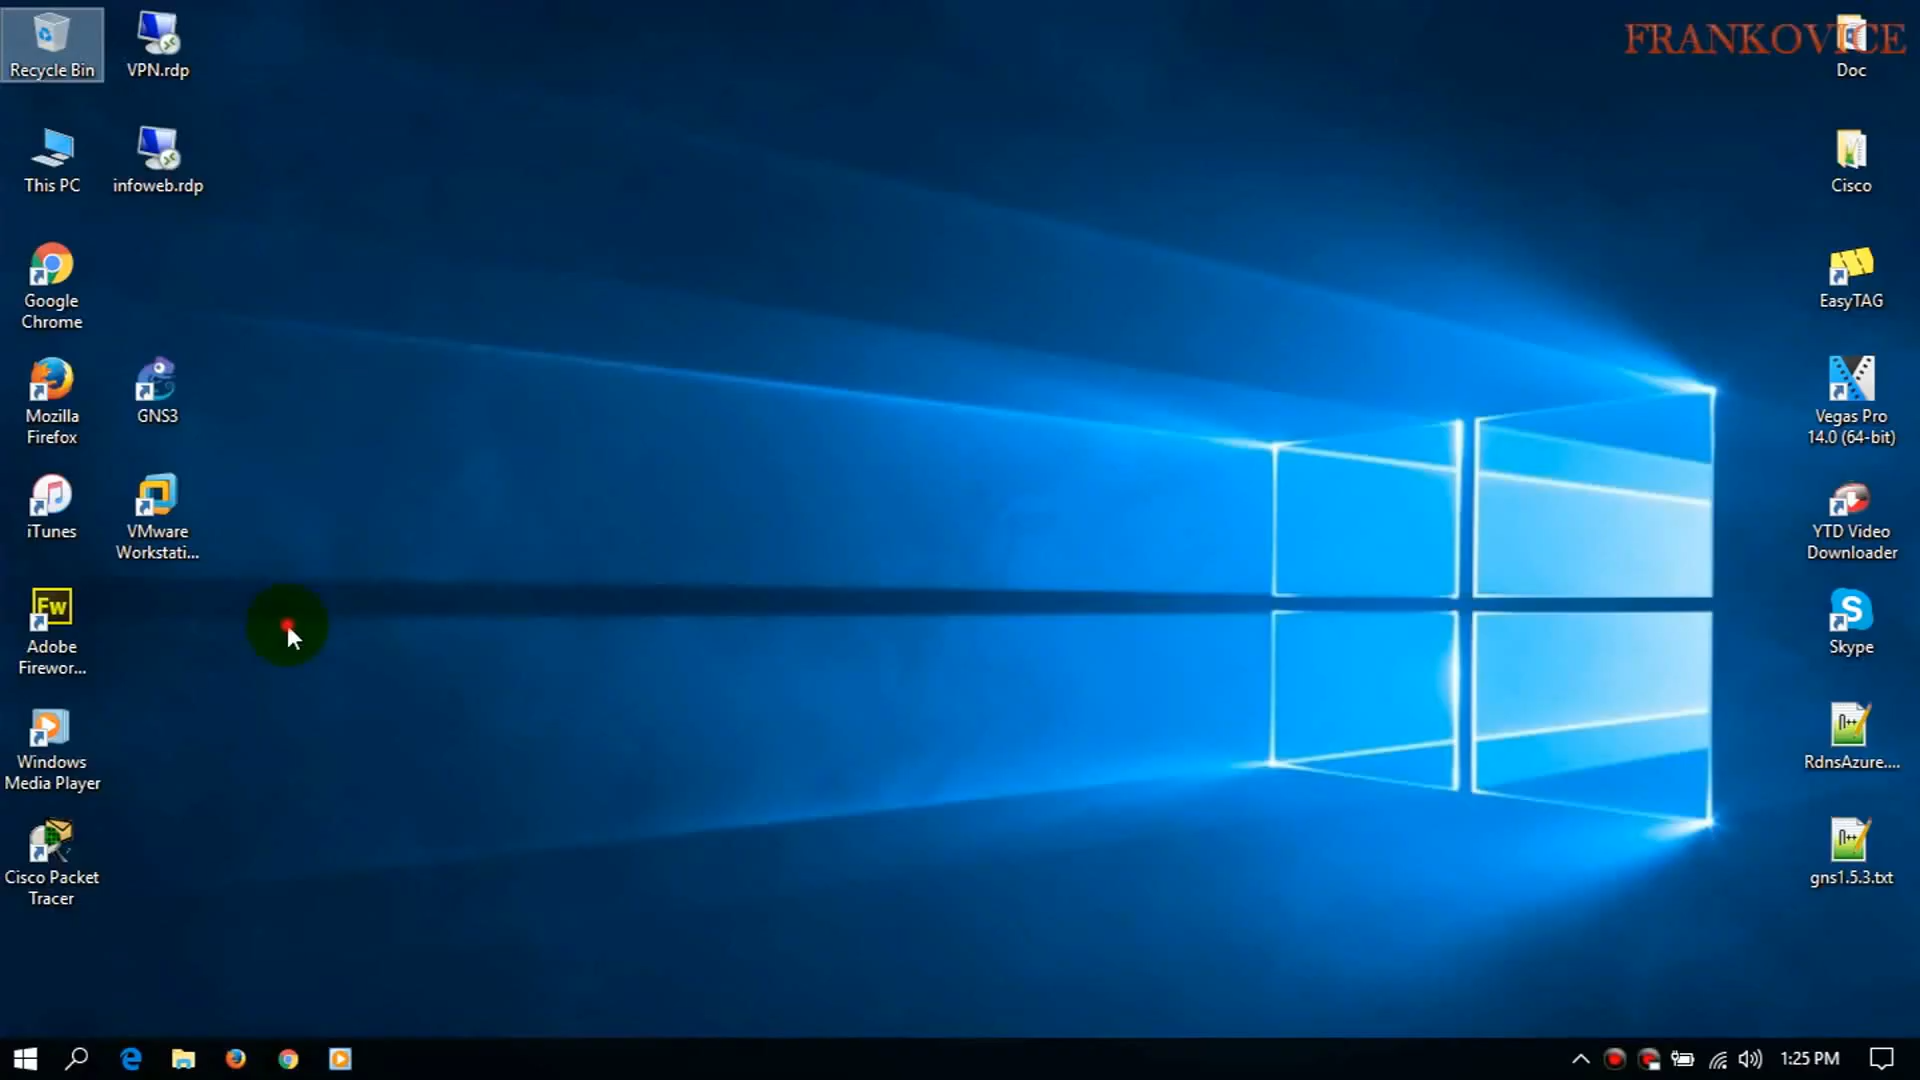 FRANKOVICE
Recycle Bin
VPN.rdp
Doc
This PC
infoweb.rdp
Cisco
Google
Chrome
EasyTAG
Mozilla
Firefox
GNS3
Vegas Pro
14.0 (64-bit)
iTunes
VMware
Workstati...
YTD Video
Downloader
Fw
Adobe
Firewor...
S
Skype
Windows
Media Player
RdnsAzure....
Cisco Packet
Tracer
gns1.5.3.txt
1:25 PM